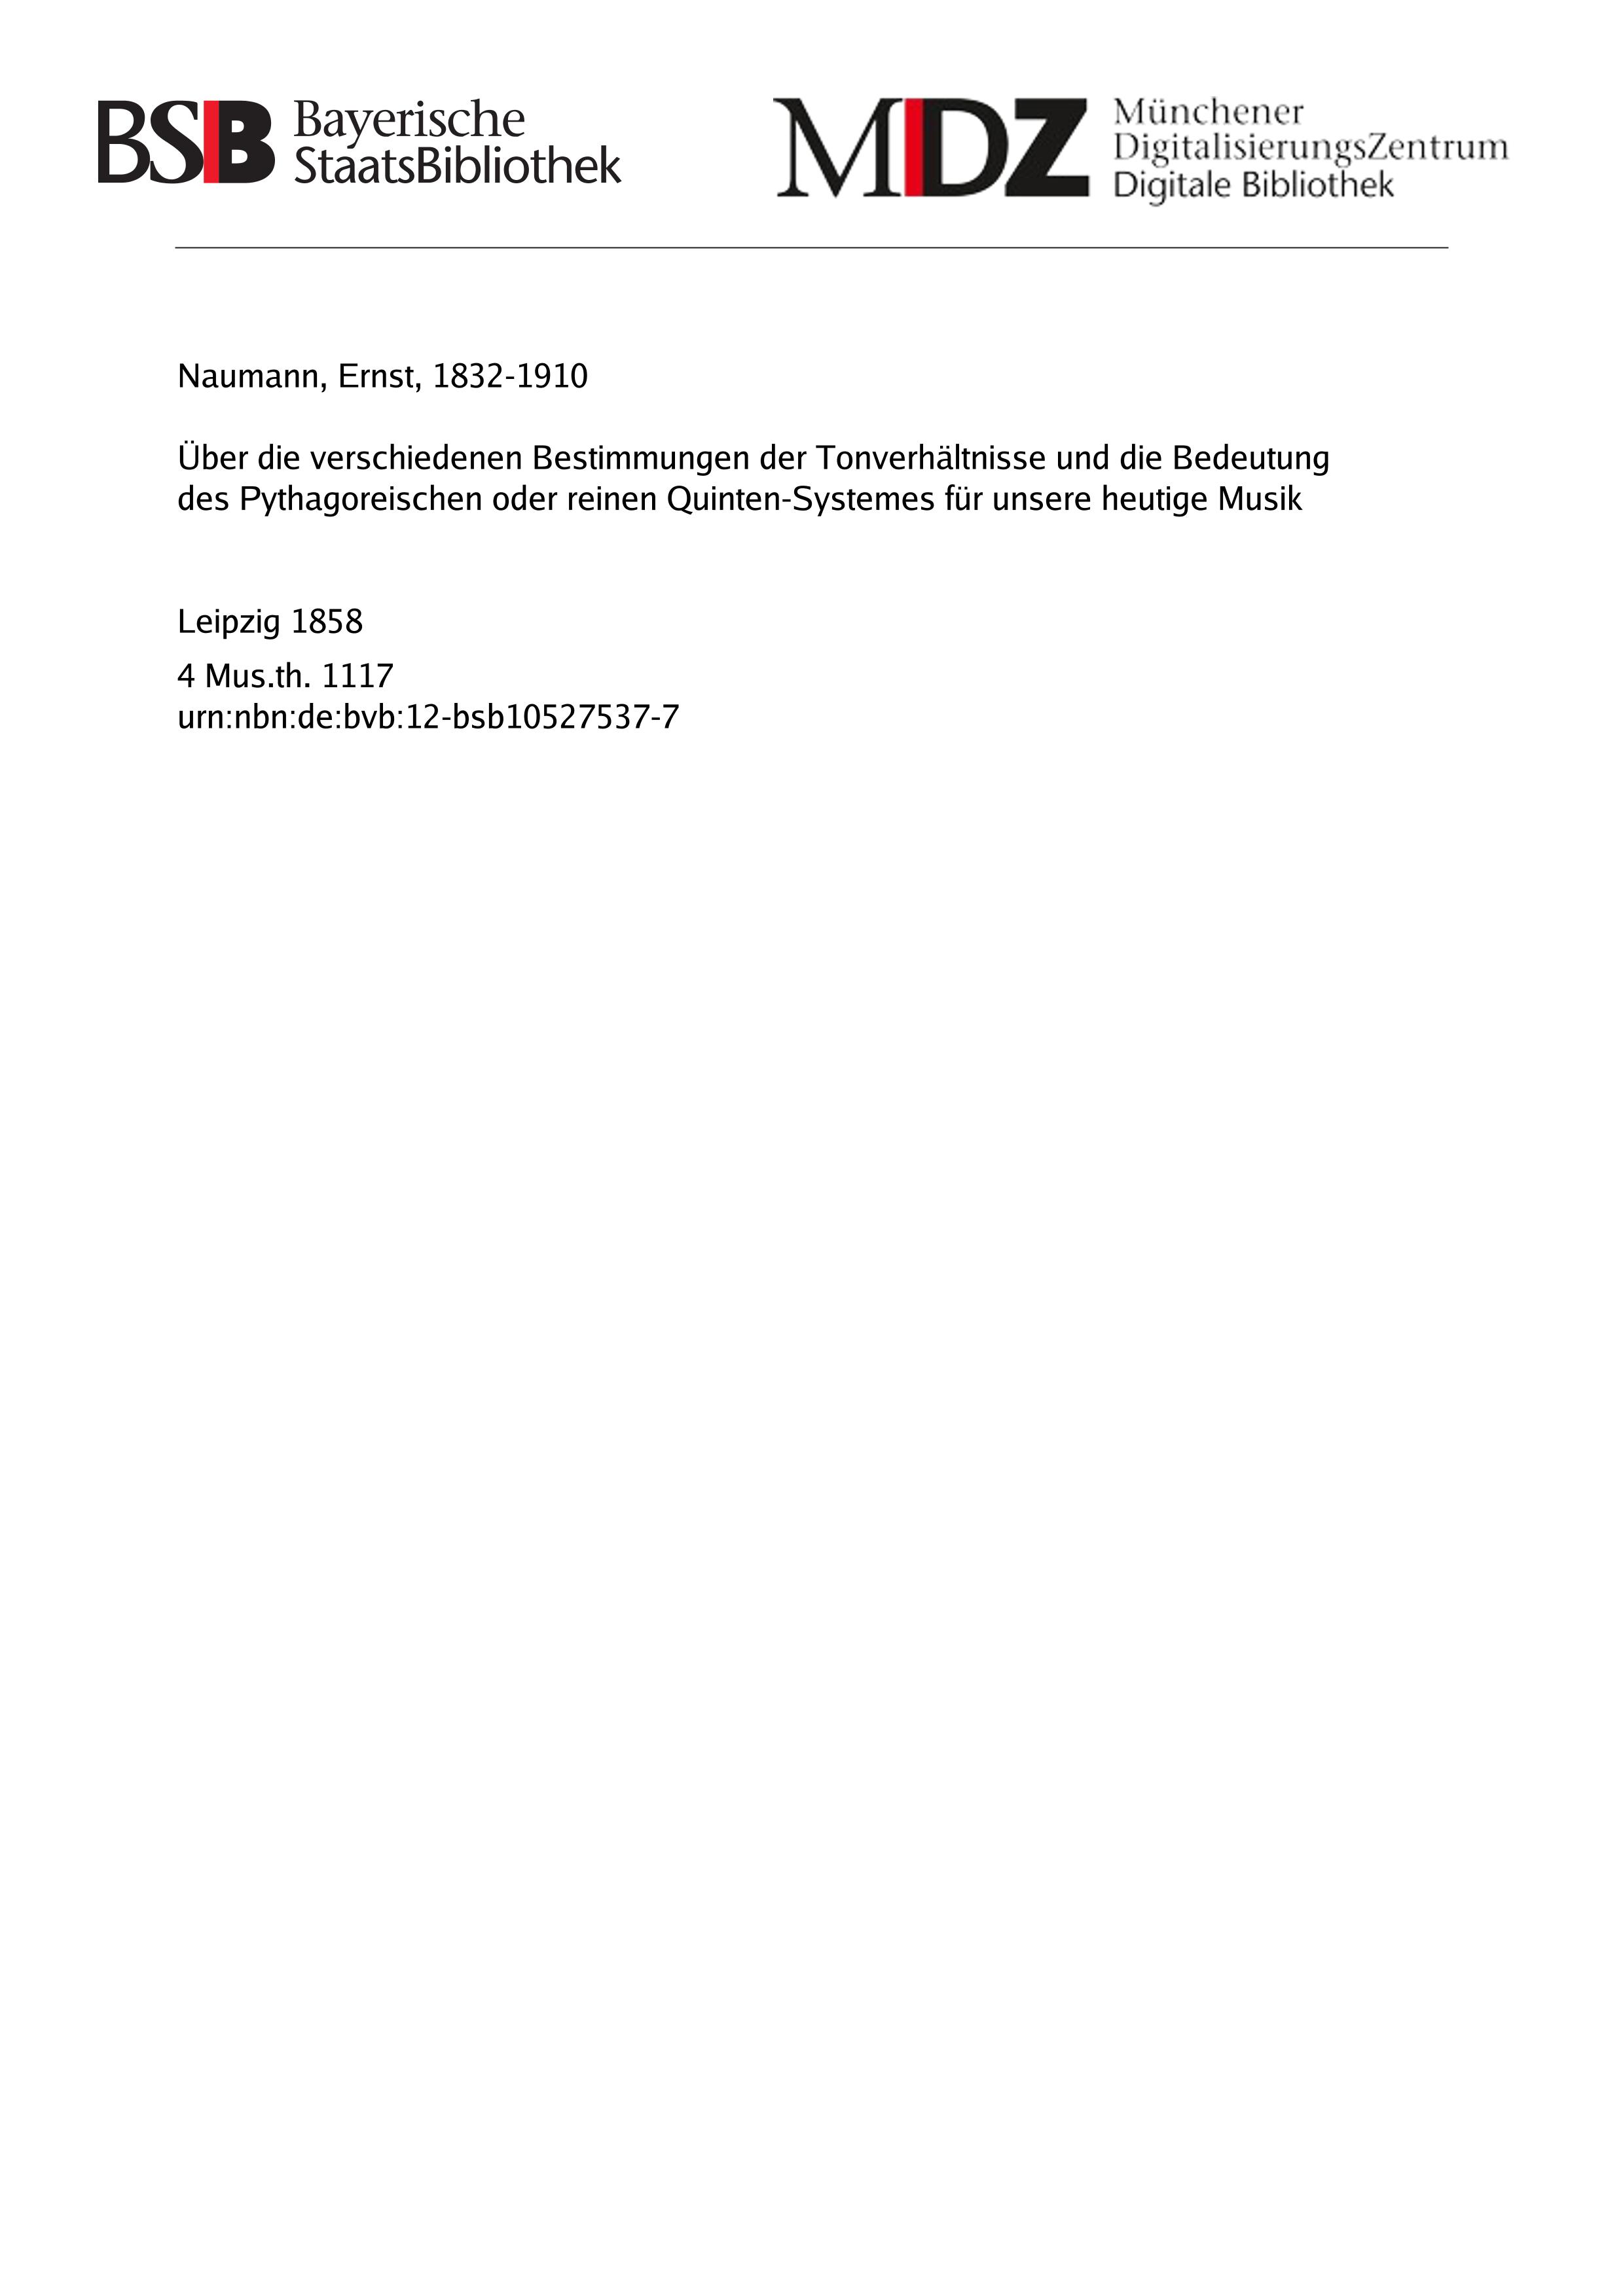 BSB Bayerische
StaatsBibliothek
MDZ Münchener
DigitalisierungsZentrum
Digitale Bibliothek
Naumann, Ernst, 1832-1910
Über die verschiedenen Bestimmungen der Tonverhältnisse und die Bedeutung
des Pythagoreischen oder reinen Quinten-Systemes für unsere heutige Musik
Leipzig 1858
4 Mus.th. 1117
urn:nbn:de:bvb:12-bsb10527537-7